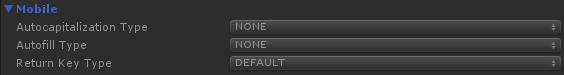 Mobile
Autocapitalization Type NONE
Autofill Type NONE
Return Key Type DEFAULT